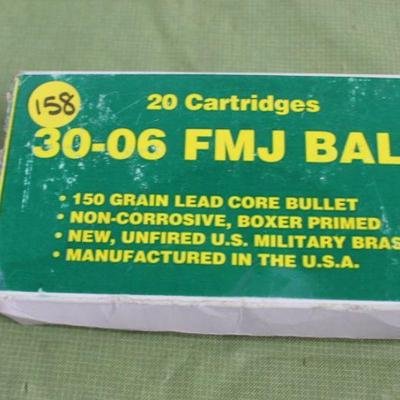 158
20 Cartridges
30-06 FMJ BAL
• 150 GRAIN LEAD CORE BULLET
• NON-CORROSIVE, BOXER PRIMED
• NEW, UNFIRED U.S. MILITARY BRAS
• MANUFACTURED IN THE U.S.A.